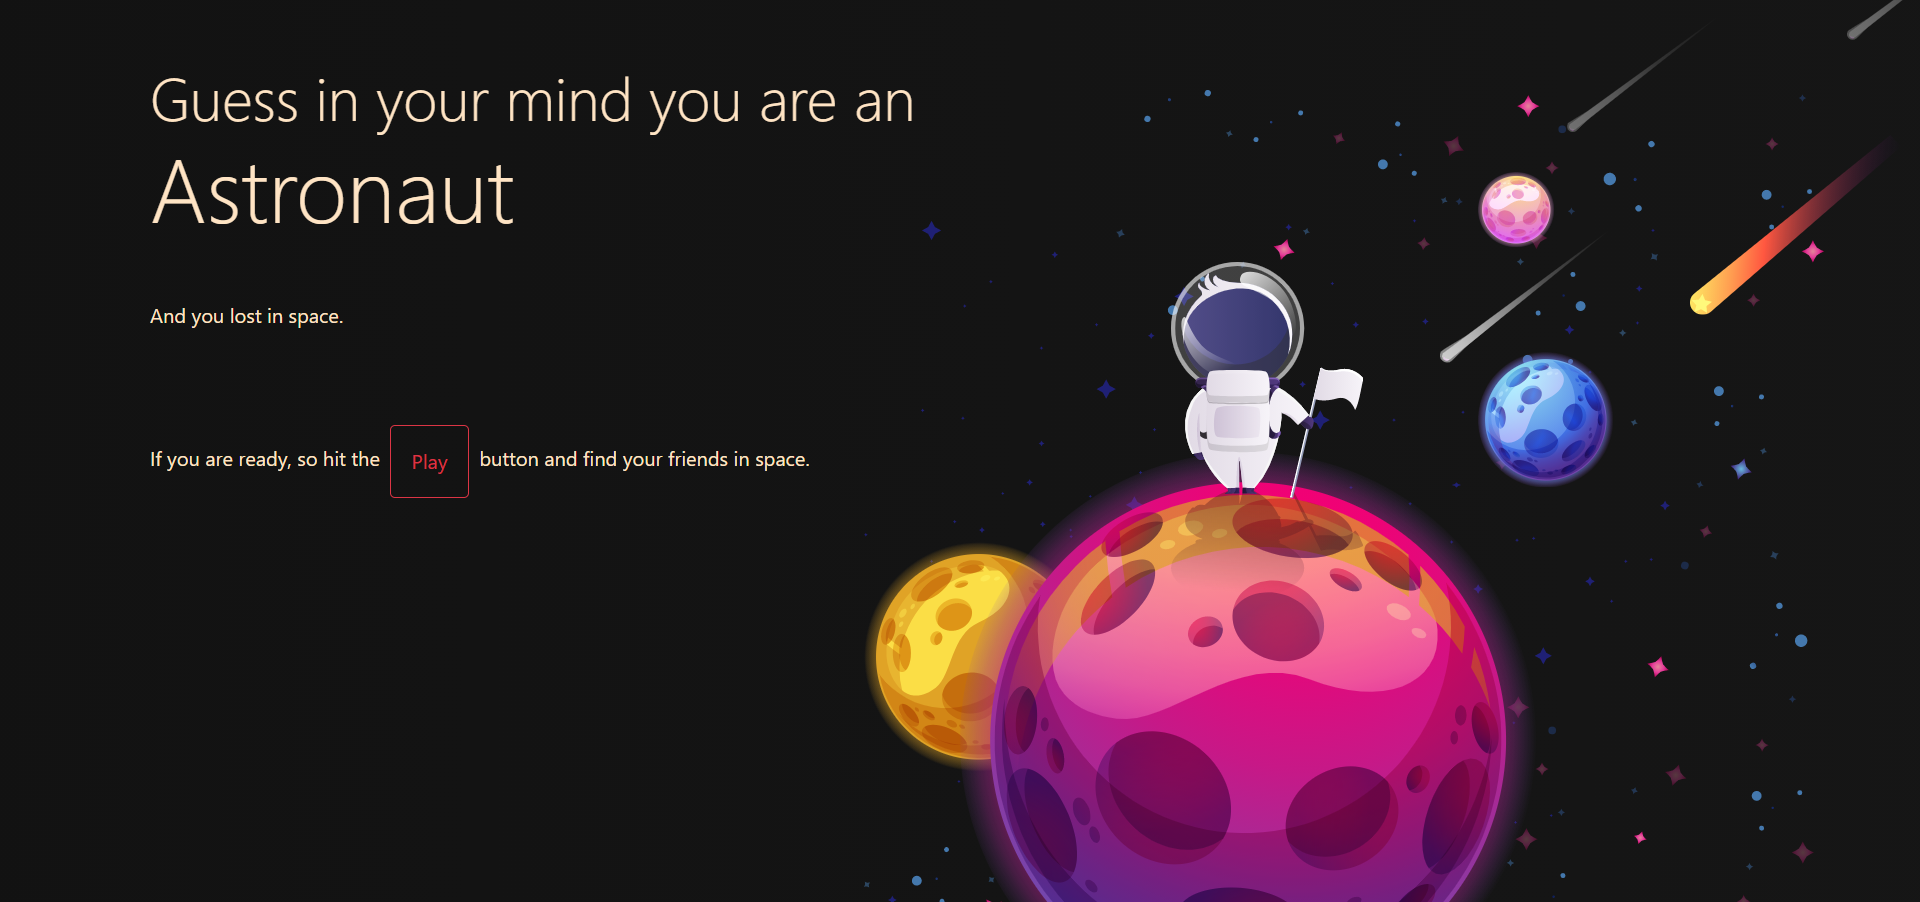 Guess in your mind you are an
Astronaut
And you lost in space.
If you are ready, so hit the Play button and find your friends in space.